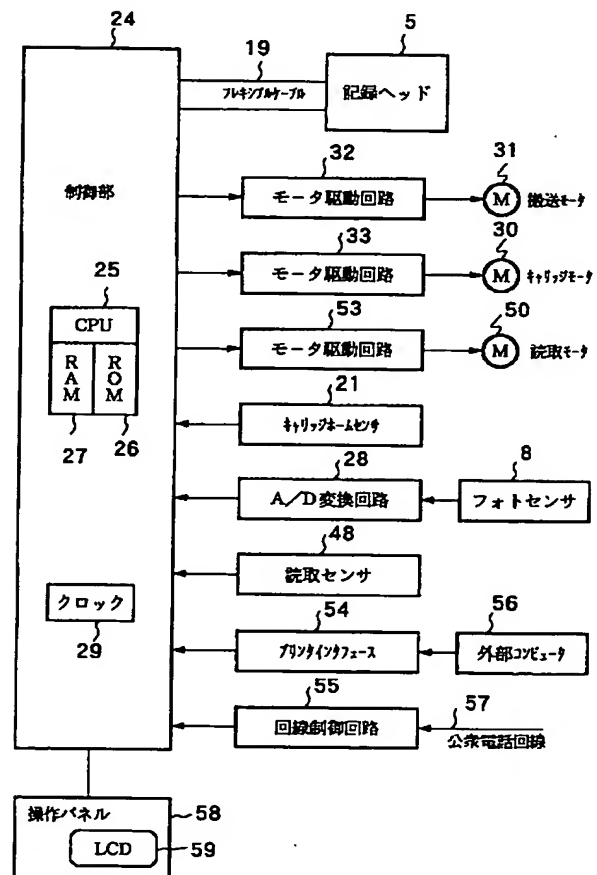 24
5
19
フレキシブルケーブル
記録ヘッド
制御部
32
31
モータ駆動回路
M
搬送モータ
33
30
モータ駆動回路
M
キャリッジモータ
25
53
50
CPU
モータ駆動回路
M
読取モータ
RAM
ROM
21
27
26
キャリッジホームセンサ
28
8
A/D変換回路
フォトセンサ
48
読取センサ
クロック
54
56
29
プリンタインタフェース
外部コンピュータ
55
57
回線制御回路
公衆電話回線
操作パネル
58
LCD
59